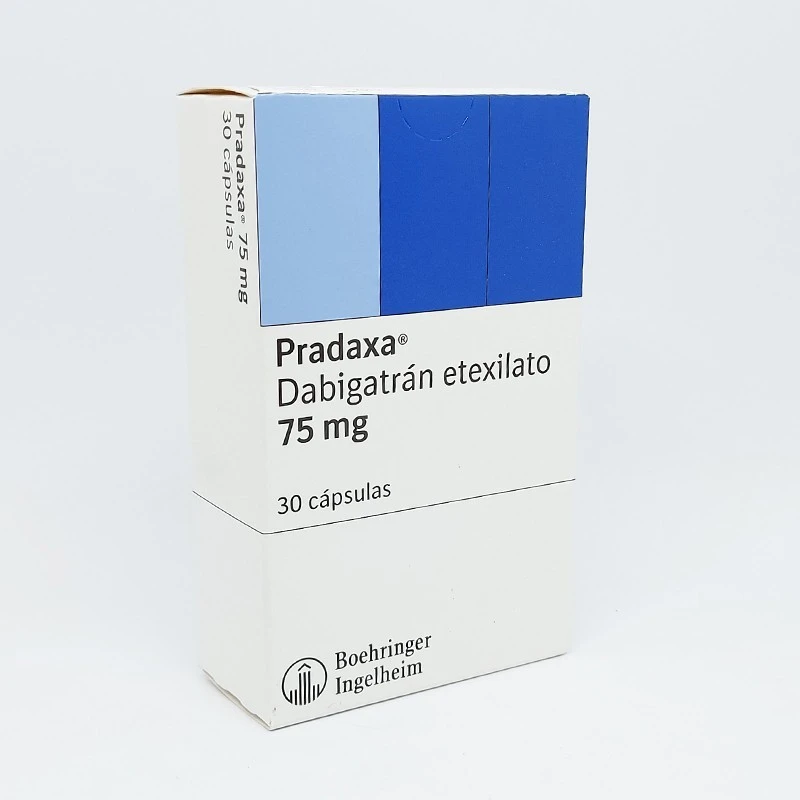 Pradaxa® 75 mg
30 cápsulas
Pradaxa®
Dabigatrán etexilato
75 mg
30 cápsulas
Boehringer
Ingelheim